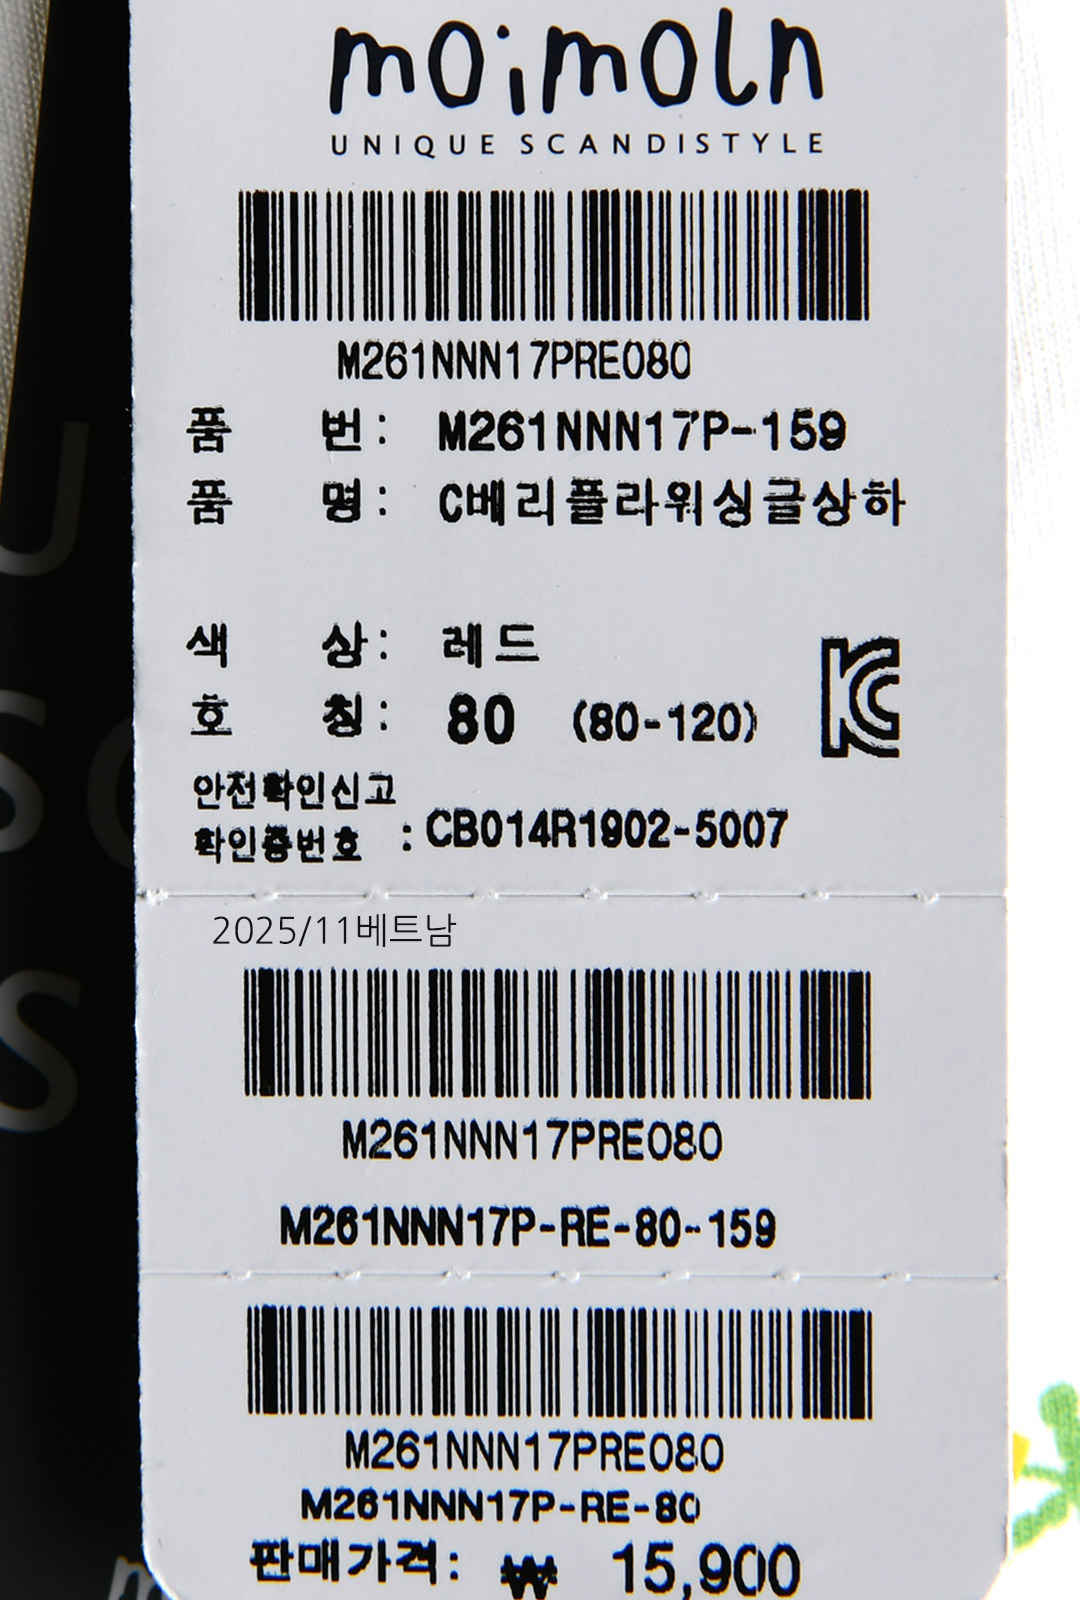 moimoln
UNIQUE SCANDISTYLE
M261NNN17PRE080
품 번: M261NNN17P-159
품 명: C베리플라워싱글상하
색 상: 레드
호 칭: 80 (80-120)
안전확인신고
확인증번호 : CB014R1902-5007
2025/11베트남
M261NNN17PRE080
M261NNN17P-RE-80-159
M261NNN17PRE080
M261NNN17P-RE-80
판매가격: ₩ 15,900